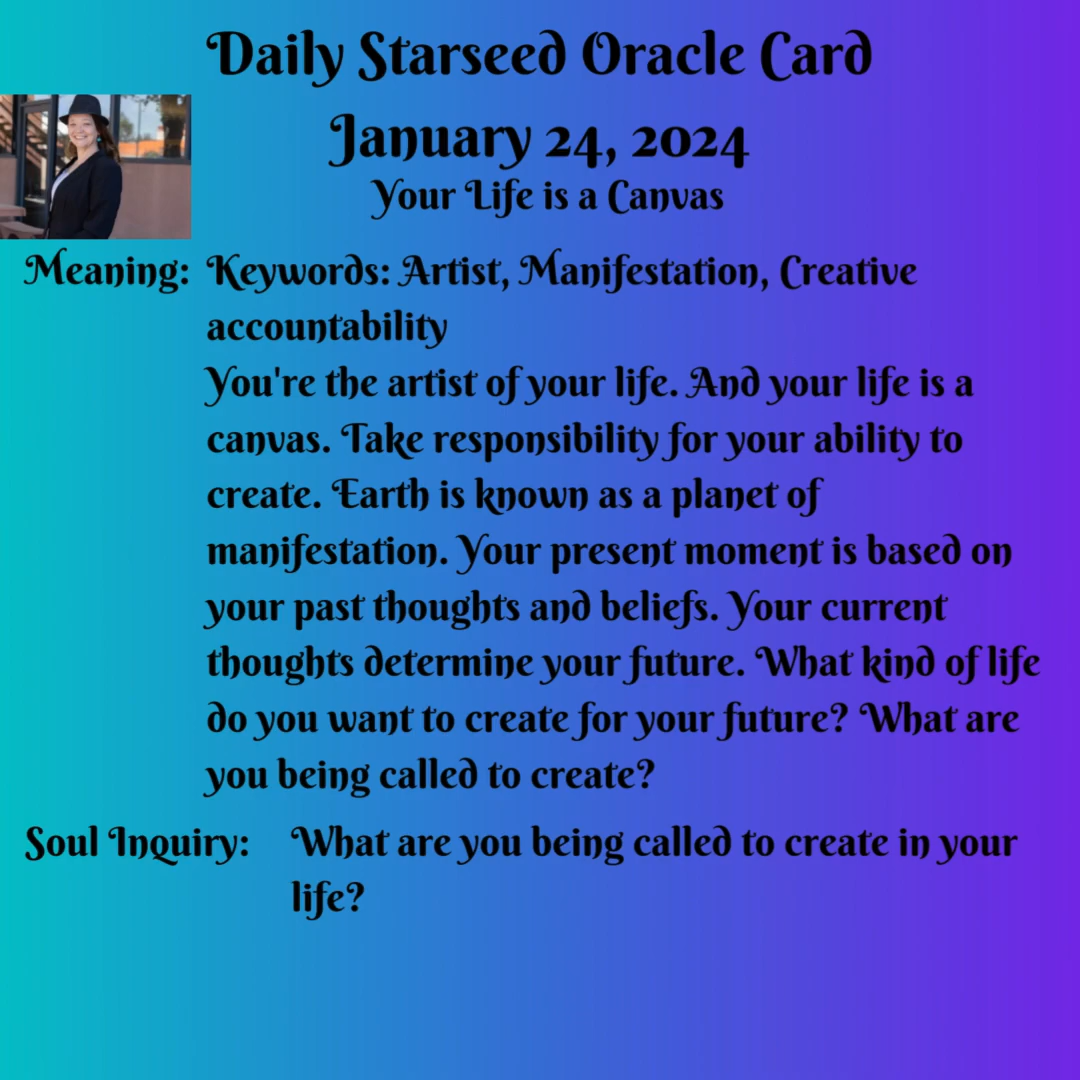 Daily Starseed Oracle Card
January 24, 2024
Your Life is a Canvas
Meaning: Keywords: Artist, Manifestation, Creative
accountability
You're the artist of your life. And your life is a
canvas. Take responsibility for your ability to
create. Earth is known as a planet of
manifestation. Your present moment is based on
your past thoughts and beliefs. Your current
thoughts determine your future. What kind of life
do you want to create for your future? What are
you being called to create?
Soul Inquiry: What are you being called to create in your
life?